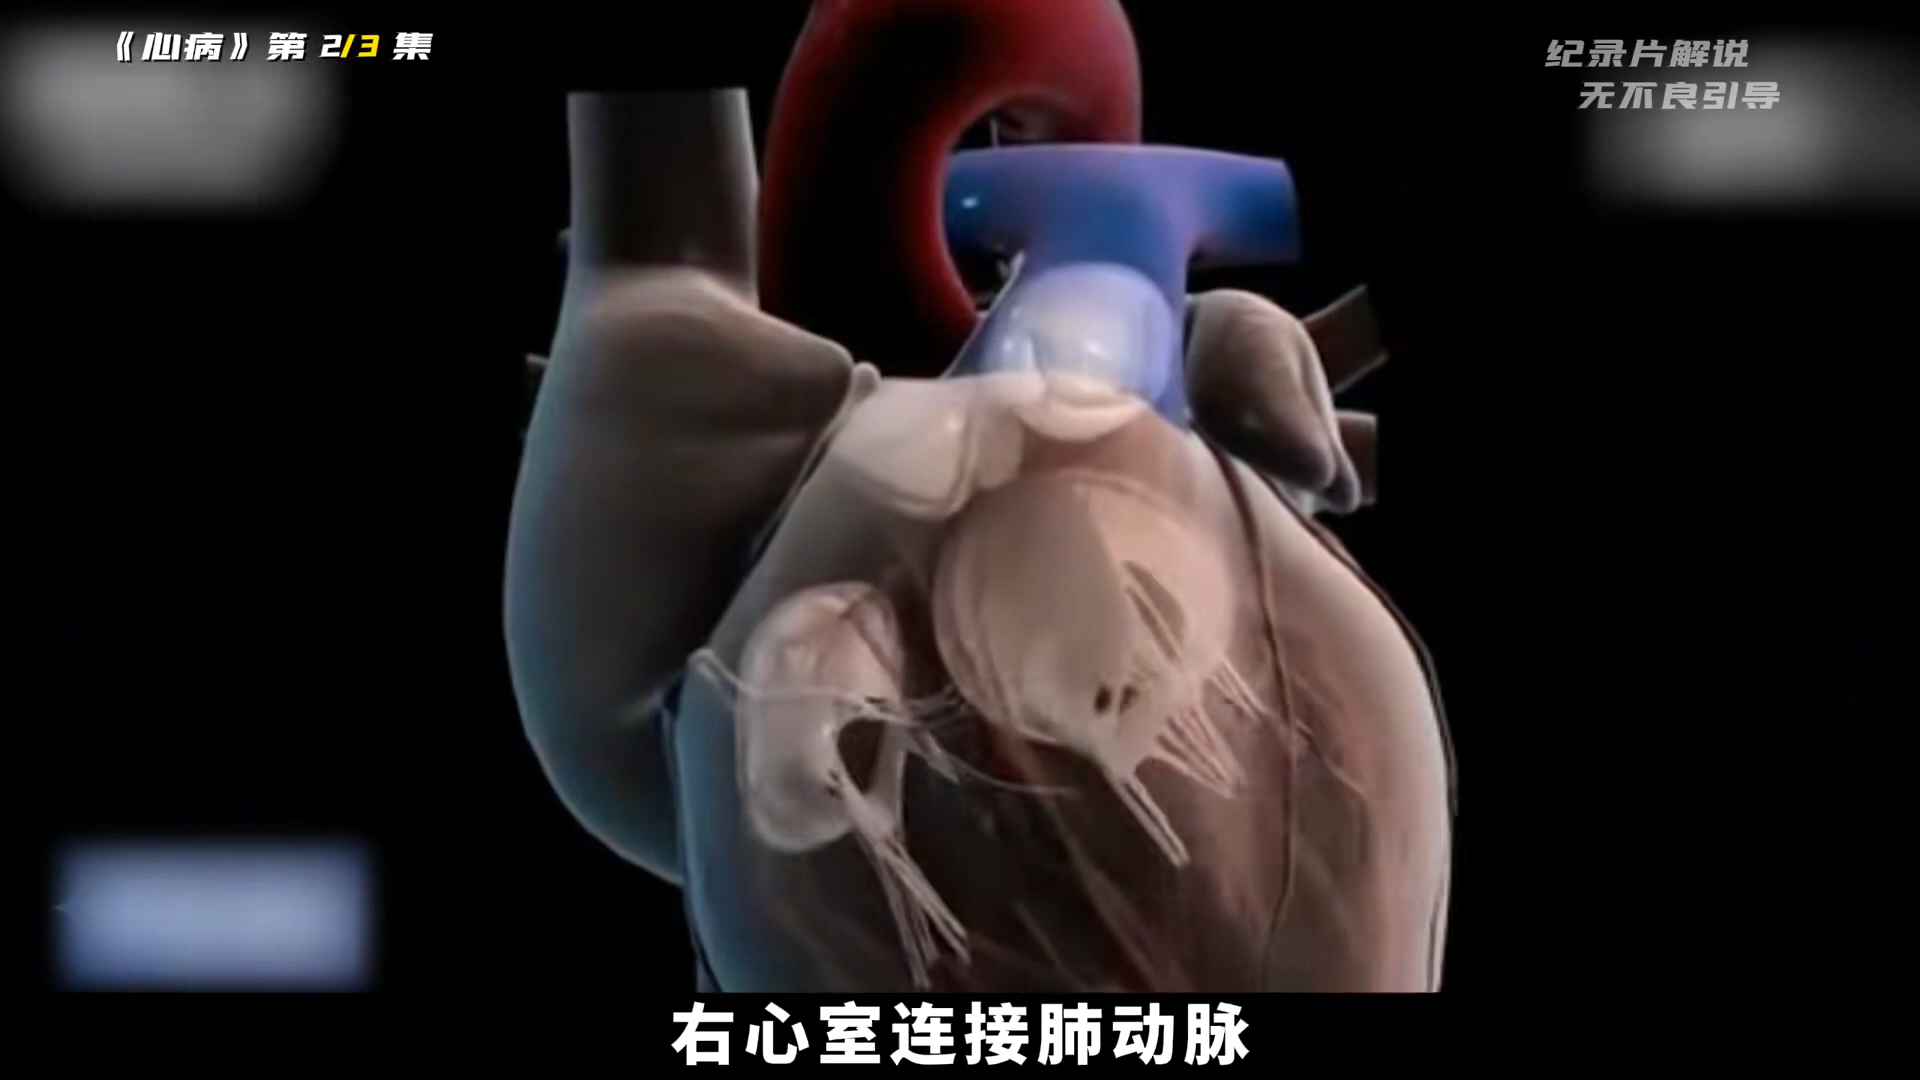 《心病》第 2/3 集
纪录片解说
无不良引导
右心室连接肺动脉